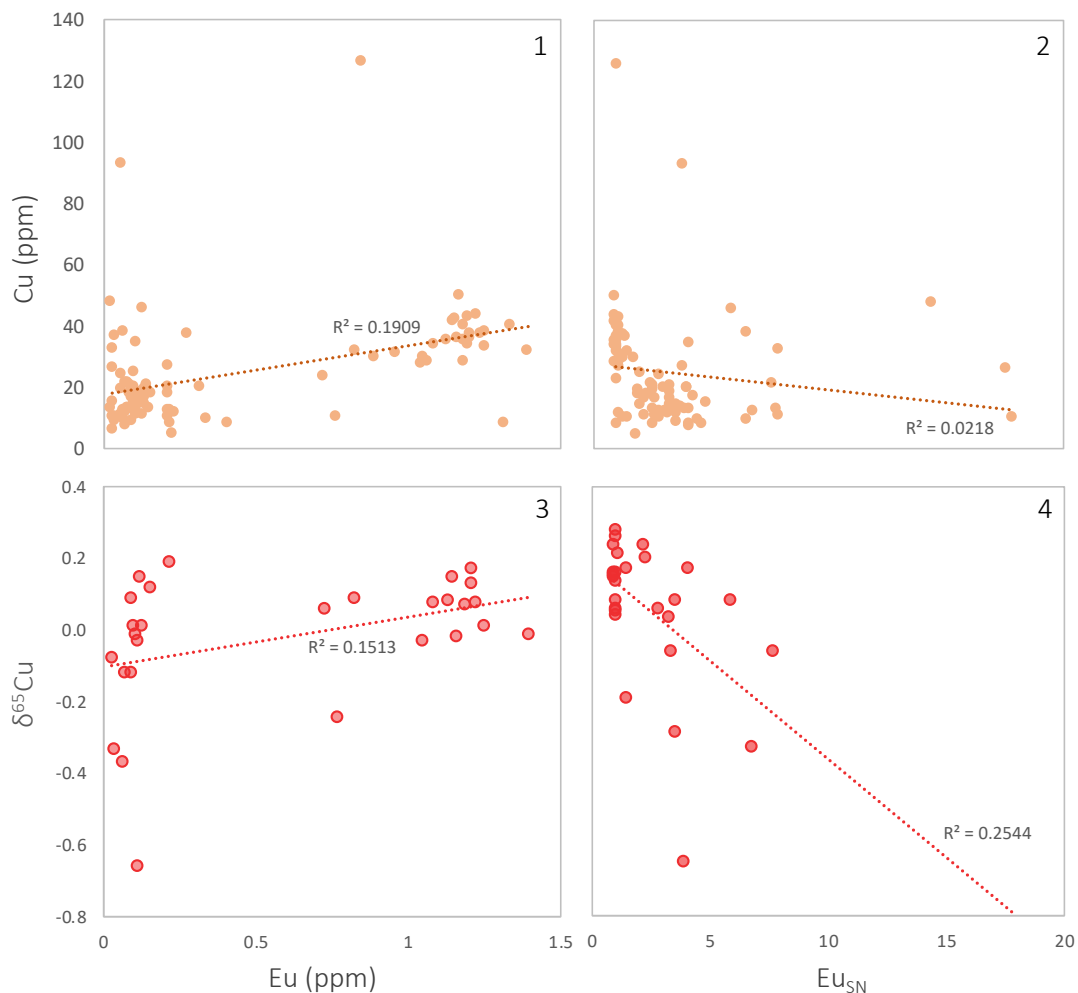 140
120
100
80
60
40
20
0
Cu (ppm)
1
R² = 0.1909
2
R² = 0.0218
0.4
0.2
0.0
-0.2
-0.4
-0.6
-0.8
δ⁶⁵Cu
3
R² = 0.1513
4
R² = 0.2544
0 0.5 1 1.5
Eu (ppm)
0 5 10 15 20
Eu_SN